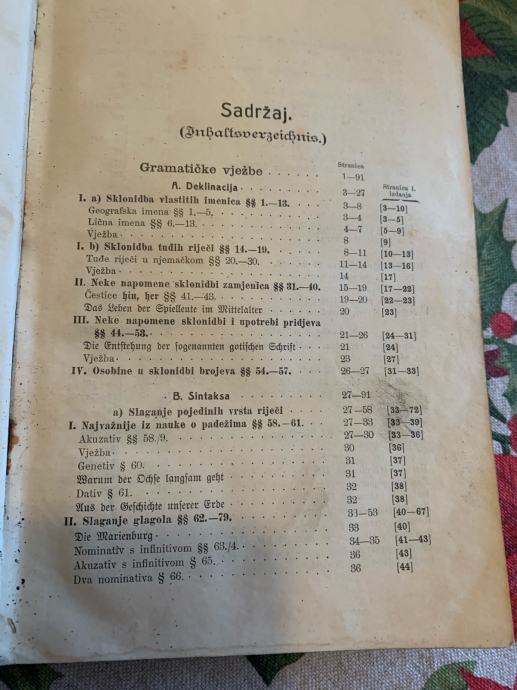 Sadržaj.
(Inhaltsverzeichnis.)
Stranica
Gramatičke vježbe 1—91
Stranica I. izdanja
A. Deklinacija 3—27
I. a) Sklonidba vlastitih imenica §§ 1.—13. 3—8 [3—10]
Geografska imena §§ 1.—5. 3—4 [3—5]
Lična imena §§ 6.—13. 4—7 [5—9]
Vježba 8 [9]
I. b) Sklonidba tuđih riječi §§ 14.—19. 8—11 [10—13]
Tuđe riječi u njemačkom §§ 20.—30. 11—14 [13—16]
Vježba 14 [17]
II. Neke napomene sklonidbi zamjenica §§ 31.—40. 15—19 [17—22]
Čestice hin, her §§ 41.—43. 19—20 [22—23]
Das Leben der Spielleute im Mittelalter 20 [23]
III. Neke napomene sklonidbi i upotrebi pridjeva
§§ 44.—53. 21—26 [24—31]
Die Entstehung der sogenannten gotischen Schrift 21 [24]
Vježba 23 [27]
IV. Osobine u sklonidbi brojeva §§ 54.—57. 26—27 [31—33]
B. Sintaksa 27—91
a) Slaganje pojedinih vrsta riječi 27—58 [33—72]
I. Najvažnije iz nauke o padežima §§ 58.—61. 27—33 [33—39]
Akuzativ §§ 58./9. 27—30 [33—36]
Vježba 30 [36]
Genetiv § 60. 31 [37]
Warum der Ochse langsam geht 31 [37]
Dativ § 61. 32 [38]
Aus der Geschichte unserer Erde 32 [38]
II. Slaganje glagola §§ 62.—79. 33—53 [40—67]
Die Marienburg 33 [40]
Nominativ s infinitivom §§ 63./4. 34—35 [41—43]
Akuzativ s infinitivom § 65. 36 [43]
Dva nominativa § 66. 36 [44]